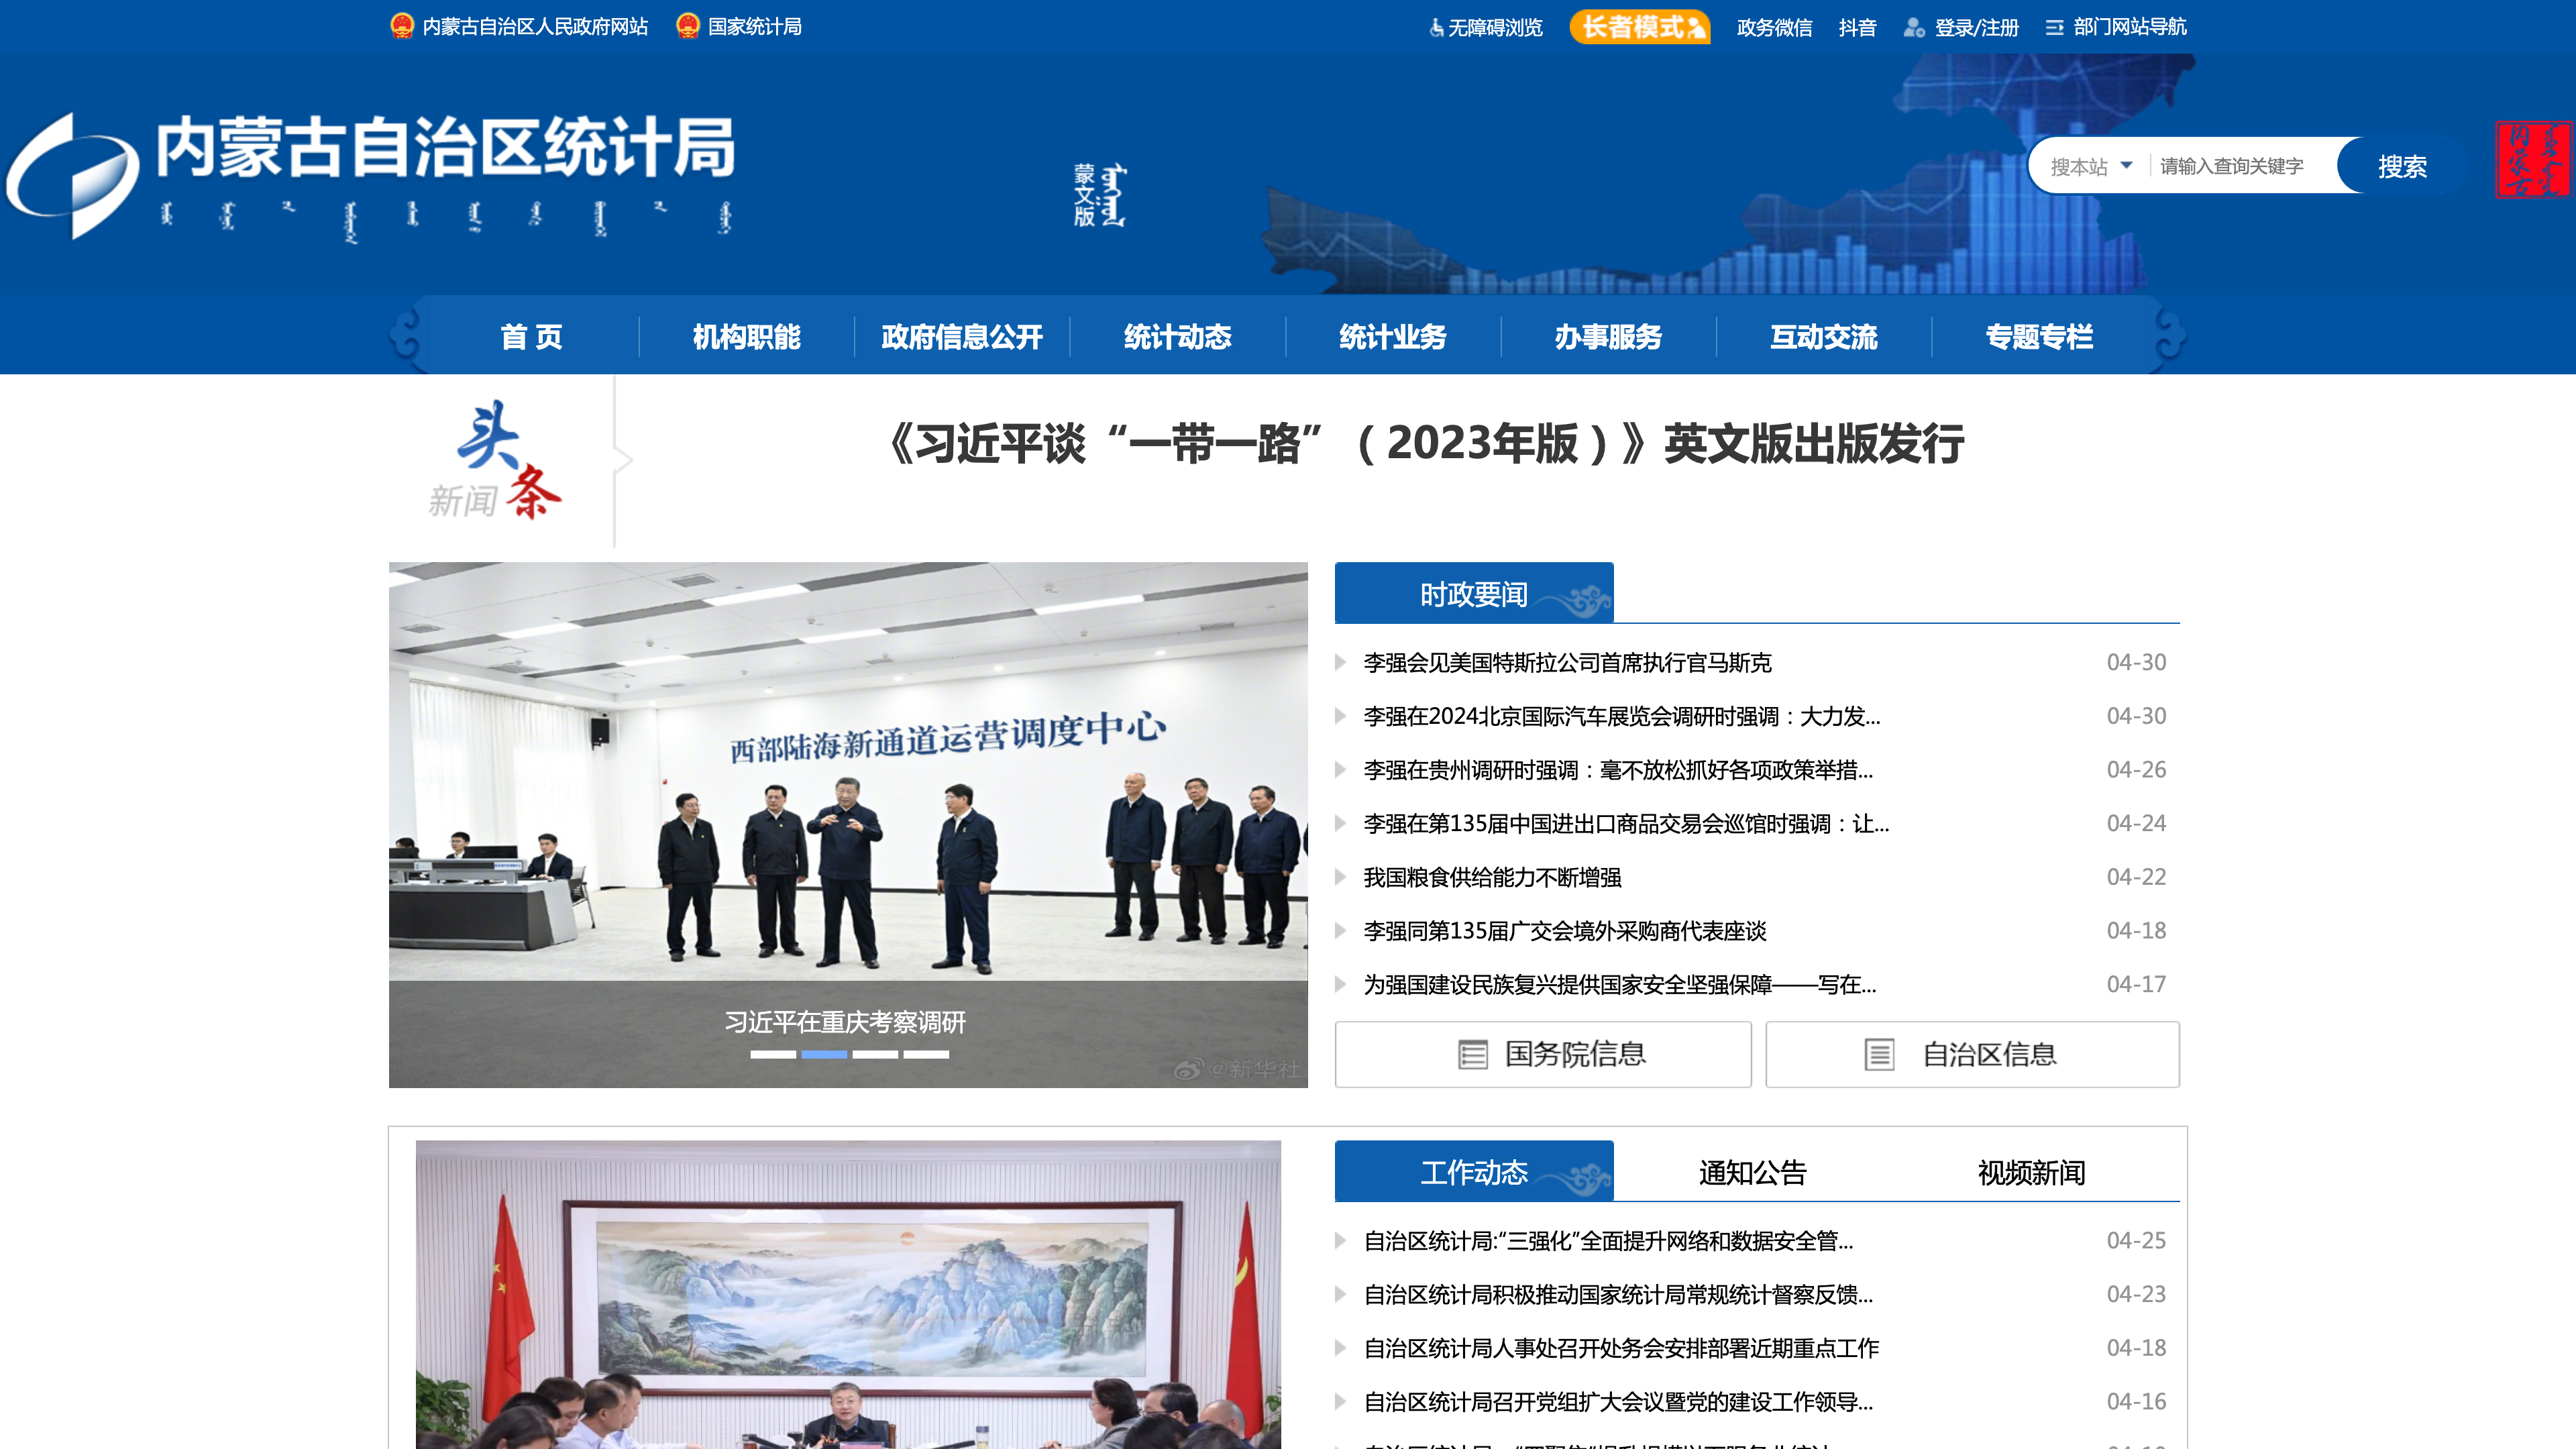 内蒙古自治区人民政府网站 国家统计局 无障碍浏览 长者模式 政务微信 抖音 登录/注册 部门网站导航
内蒙古自治区统计局
蒙文版
搜本站 请输入查询关键字 搜索
首 页 机构职能 政府信息公开 统计动态 统计业务 办事服务 互动交流 专题专栏
头条
新闻
《习近平谈“一带一路”（2023年版）》英文版出版发行
西部陆海新通道运营调度中心
习近平在重庆考察调研
@新华社
时政要闻
李强会见美国特斯拉公司首席执行官马斯克 04-30
李强在2024北京国际汽车展览会调研时强调：大力发... 04-30
李强在贵州调研时强调：毫不放松抓好各项政策举措... 04-26
李强在第135届中国进出口商品交易会巡馆时强调：让... 04-24
我国粮食供给能力不断增强 04-22
李强同第135届广交会境外采购商代表座谈 04-18
为强国建设民族复兴提供国家安全坚强保障——写在... 04-17
国务院信息 自治区信息
工作动态 通知公告 视频新闻
自治区统计局:“三强化”全面提升网络和数据安全管... 04-25
自治区统计局积极推动国家统计局常规统计督察反馈... 04-23
自治区统计局人事处召开处务会安排部署近期重点工作 04-18
自治区统计局召开党组扩大会议暨党的建设工作领导... 04-16